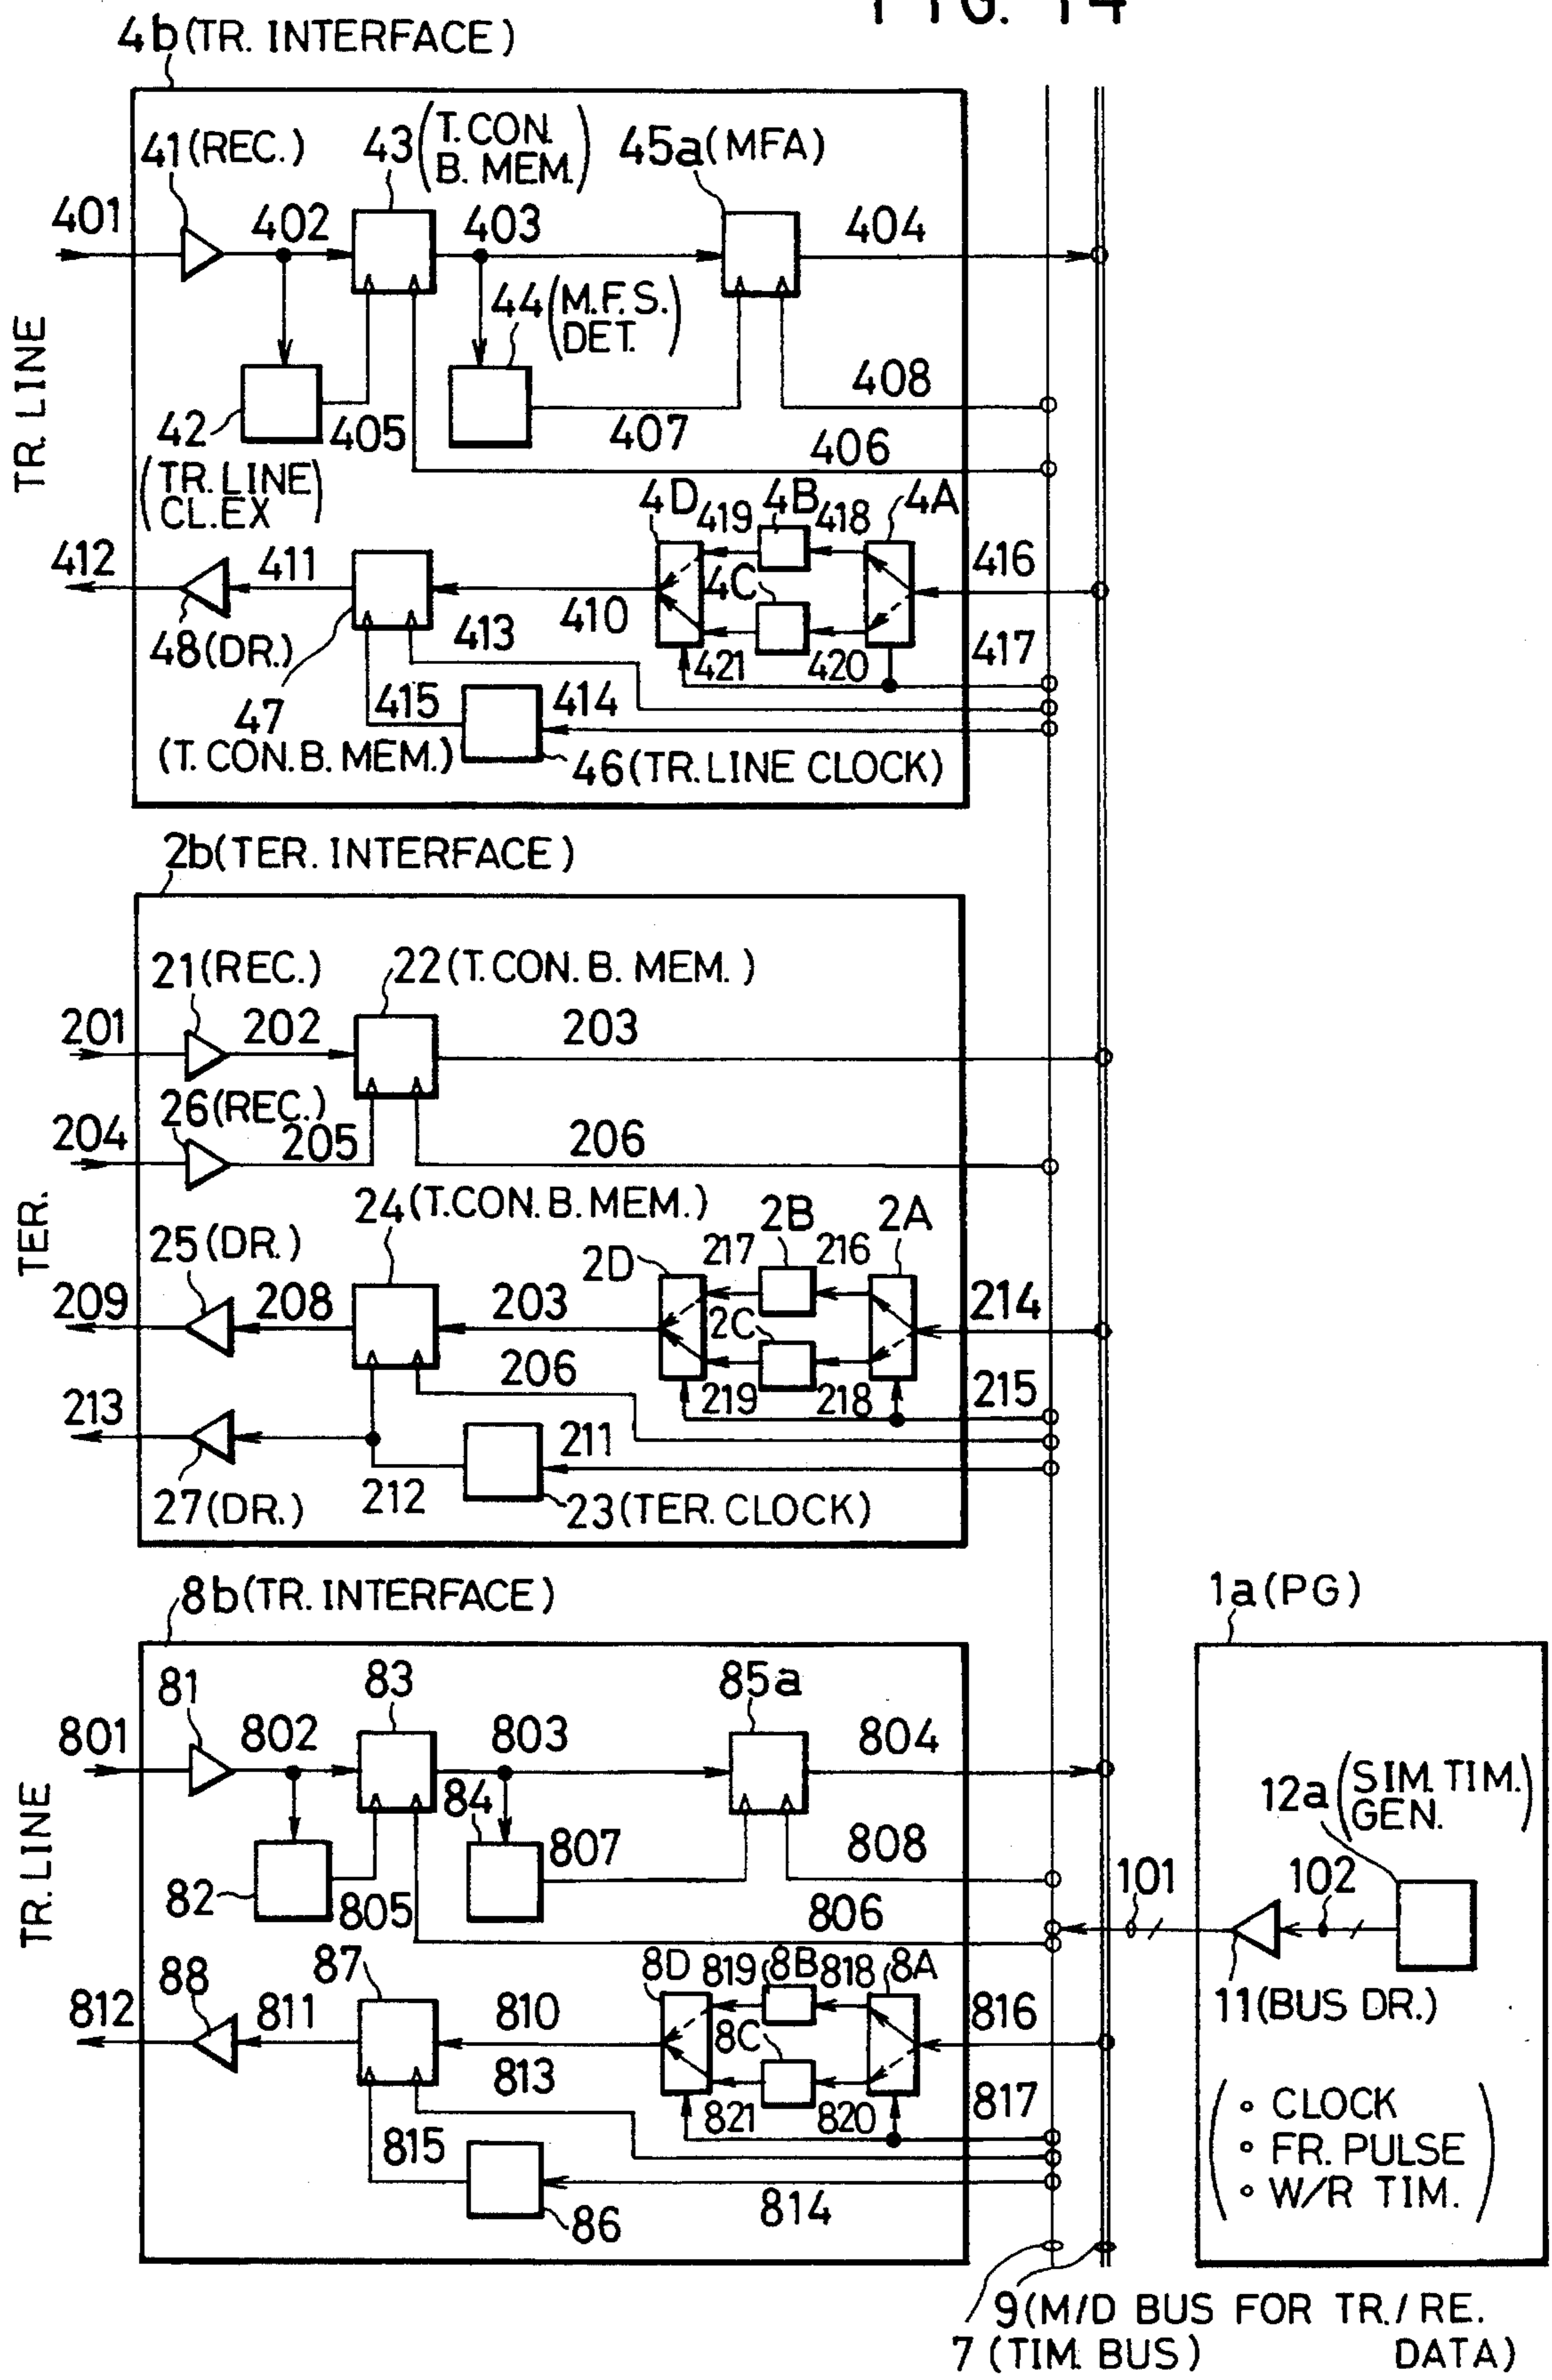 FIG. 14
4b(TR. INTERFACE)
41(REC.)
43(T.CON. B. MEM.)
45a(MFA)
401
402
403
404
44(M.F.S. DET.)
TR. LINE
42
405
407
408
406
(TR. LINE CL.EX)
4D
419
4B
418
4A
412
411
410
4C
416
48(DR.)
413
421
420
417
47
415
414
(T. CON. B. MEM.)
46(TR. LINE CLOCK)
2b(TER. INTERFACE)
21(REC.)
22(T. CON. B. MEM.)
201
202
203
26(REC.)
204
205
206
TER.
24(T.CON. B. MEM.)
25(DR.)
2D
217
2B
216
2A
209
208
203
2C
214
213
206
219
218
215
211
27(DR.)
212
23(TER. CLOCK)
8b(TR. INTERFACE)
1a(PG)
81
83
85a
801
802
803
804
84
12a(SIM. TIM. GEN.)
TR. LINE
82
805
807
808
806
101
102
88
87
8D
819
8B
818
8A
11(BUS DR.)
812
811
810
8C
816
813
821
820
817
815
814
86
° CLOCK
° FR. PULSE
° W/R TIM.
9(M/D BUS FOR TR./RE. DATA)
7(TIM. BUS)